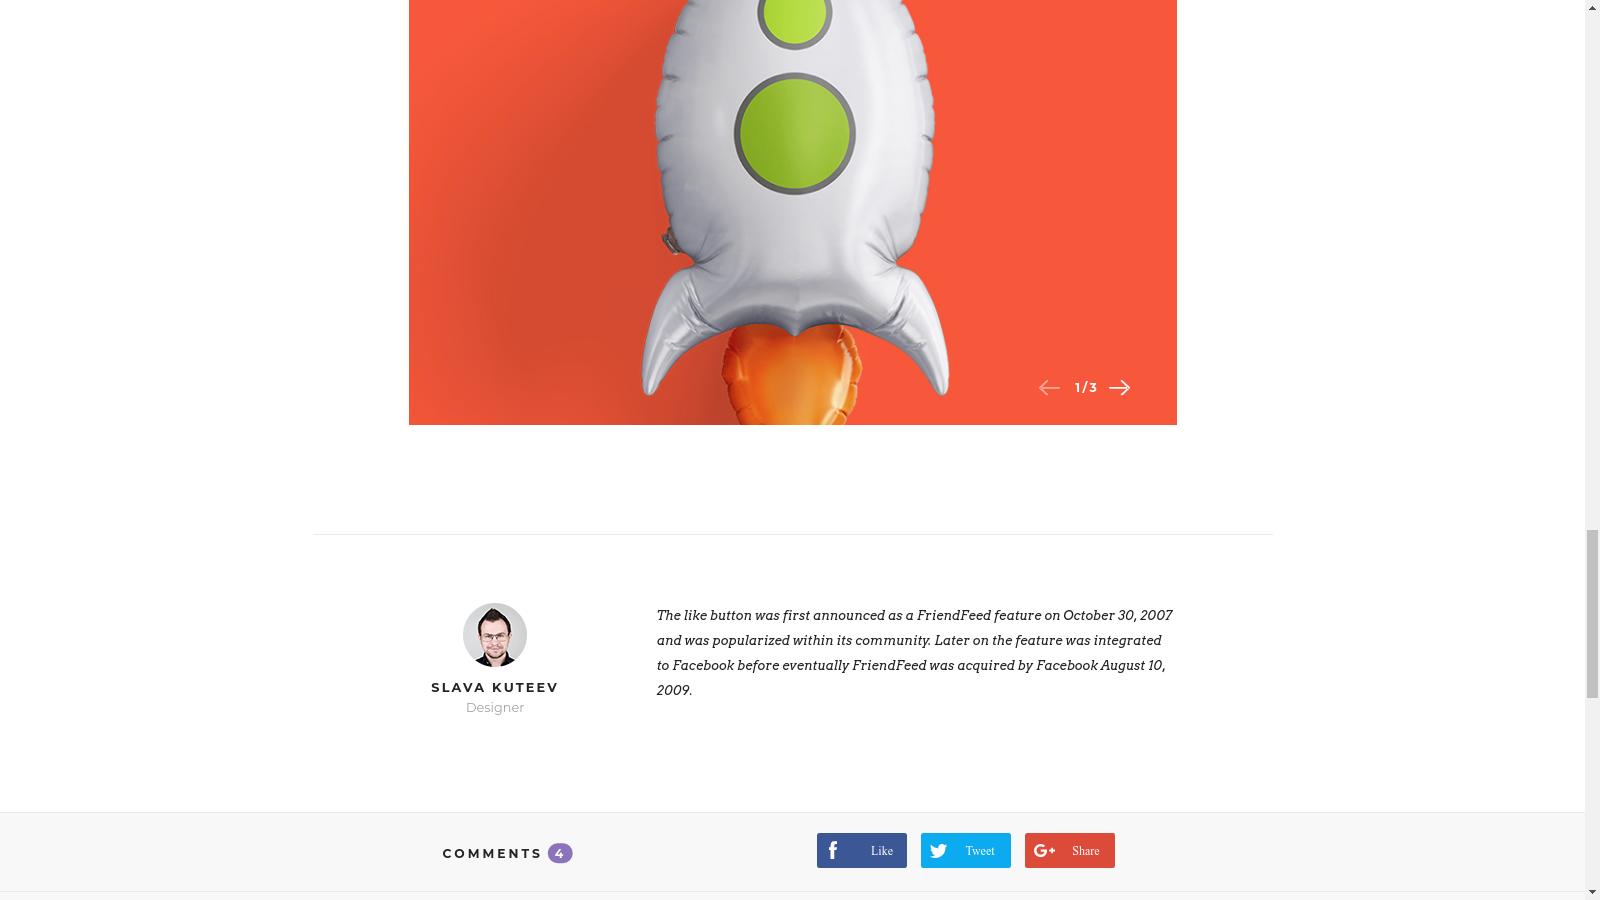 1/3
The like button was first announced as a FriendFeed feature on October 30, 2007
and was popularized within its community. Later on the feature was integrated
to Facebook before eventually FriendFeed was acquired by Facebook August 10,
2009.
SLAVA KUTEEV
Designer
COMMENTS 4
Like
Tweet
G+ Share